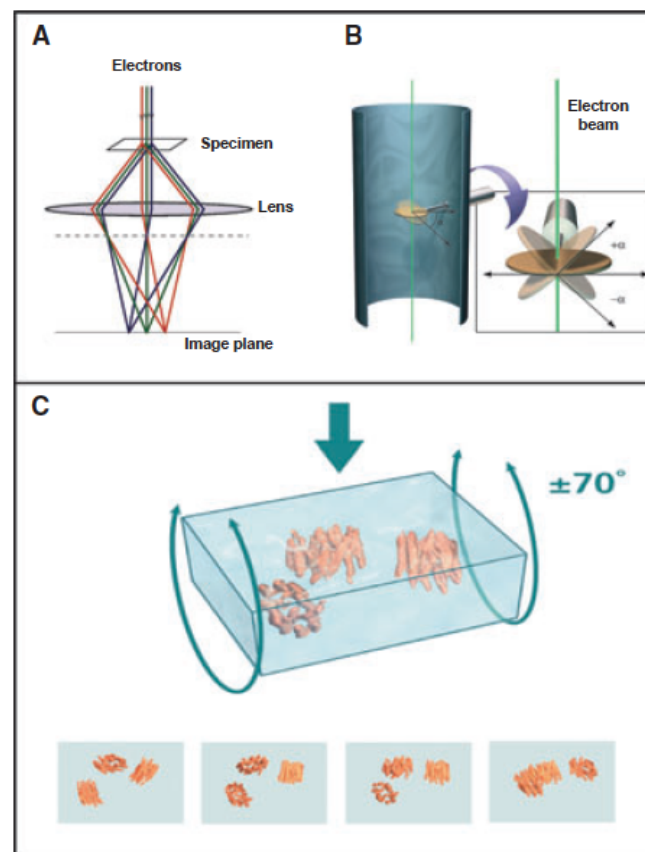 A
Electrons
Specimen
Lens
Image plane
B
Electron
beam
+α
−α
C
±70°